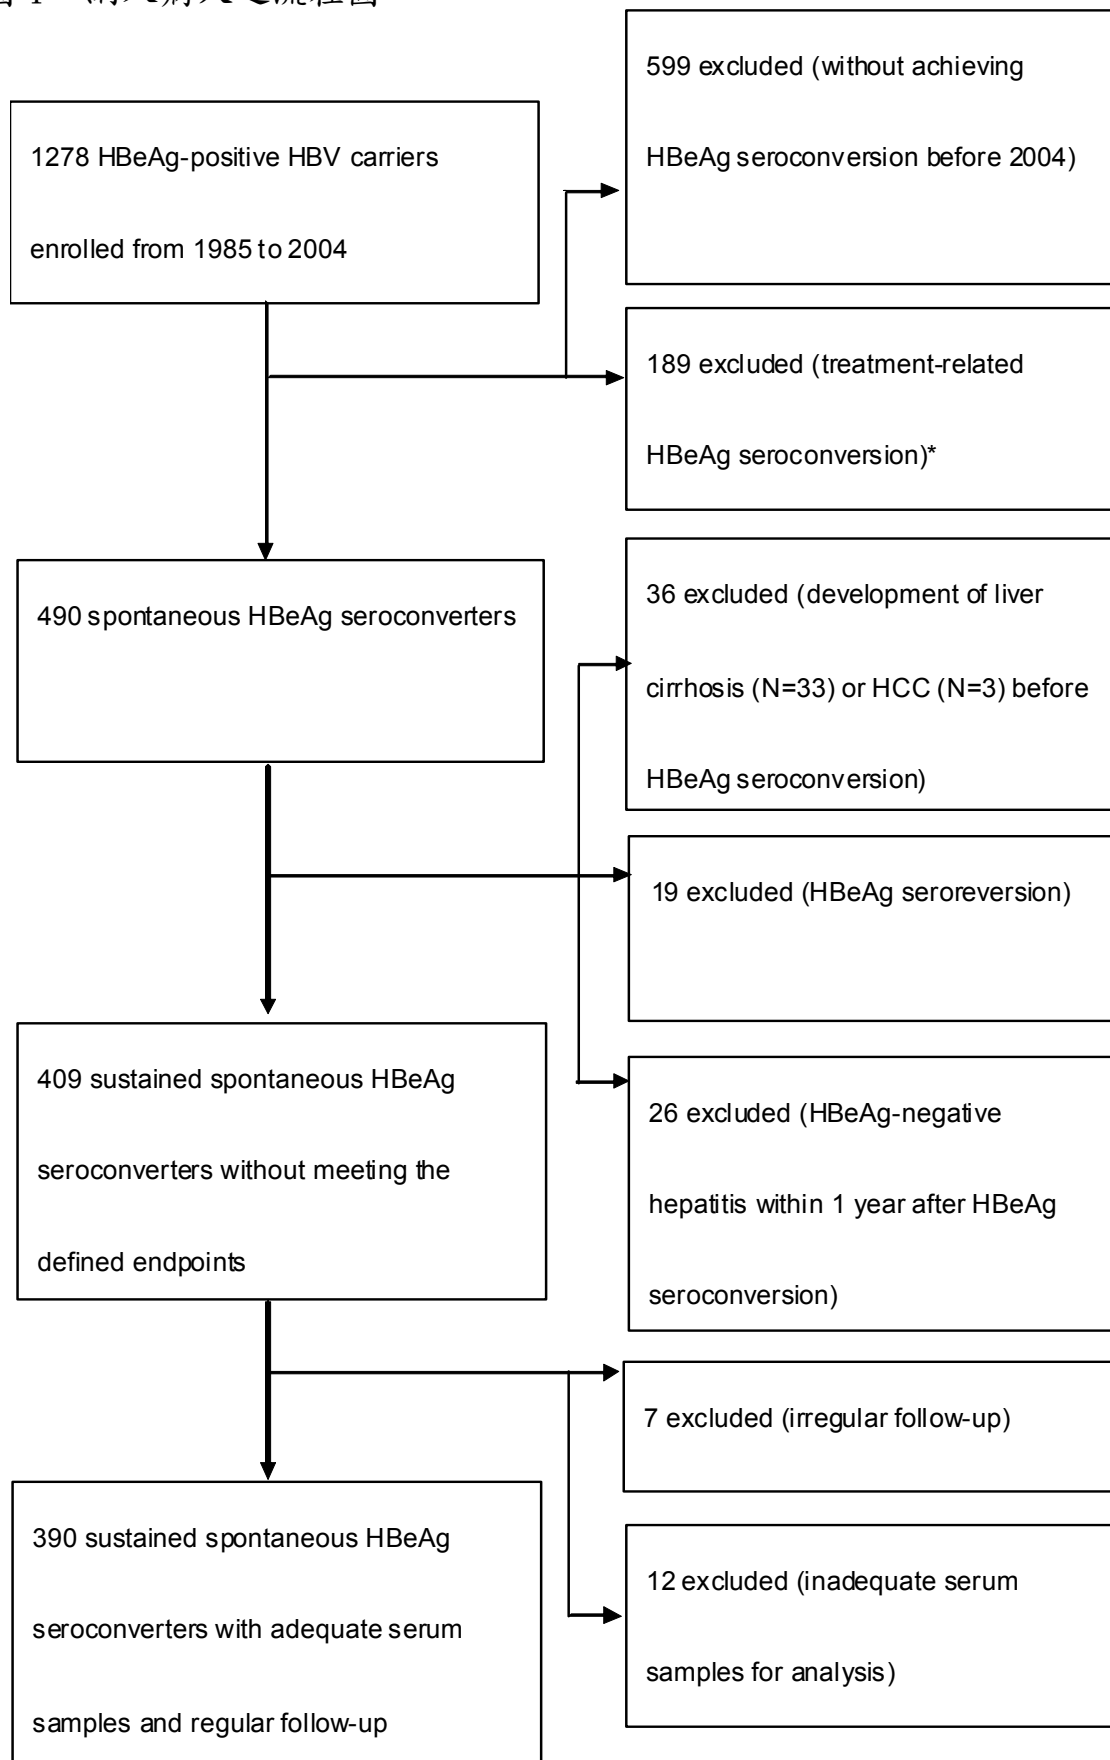 1278 HBeAg-positive HBV carriers
enrolled from 1985 to 2004
599 excluded (without achieving
HBeAg seroconversion before 2004)
189 excluded (treatment-related
HBeAg seroconversion)*
490 spontaneous HBeAg seroconverters
36 excluded (development of liver
cirrhosis (N=33) or HCC (N=3) before
HBeAg seroconversion)
19 excluded (HBeAg seroreversion)
26 excluded (HBeAg-negative
hepatitis within 1 year after HBeAg
seroconversion)
409 sustained spontaneous HBeAg
seroconverters without meeting the
defined endpoints
7 excluded (irregular follow-up)
12 excluded (inadequate serum
samples for analysis)
390 sustained spontaneous HBeAg
seroconverters with adequate serum
samples and regular follow-up